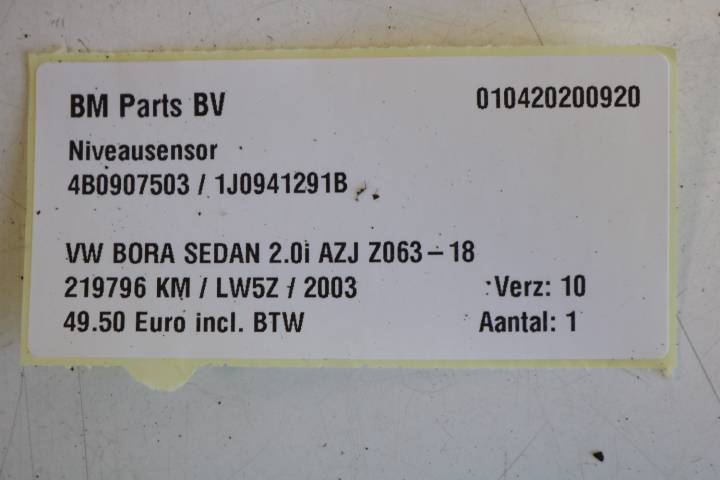 BM Parts BV 010420200920
Niveausensor
4B0907503 / 1J0941291B
VW BORA SEDAN 2.0i AZJ Z063-18
219796 KM / LW5Z / 2003 Verz: 10
49.50 Euro incl. BTW Aantal: 1